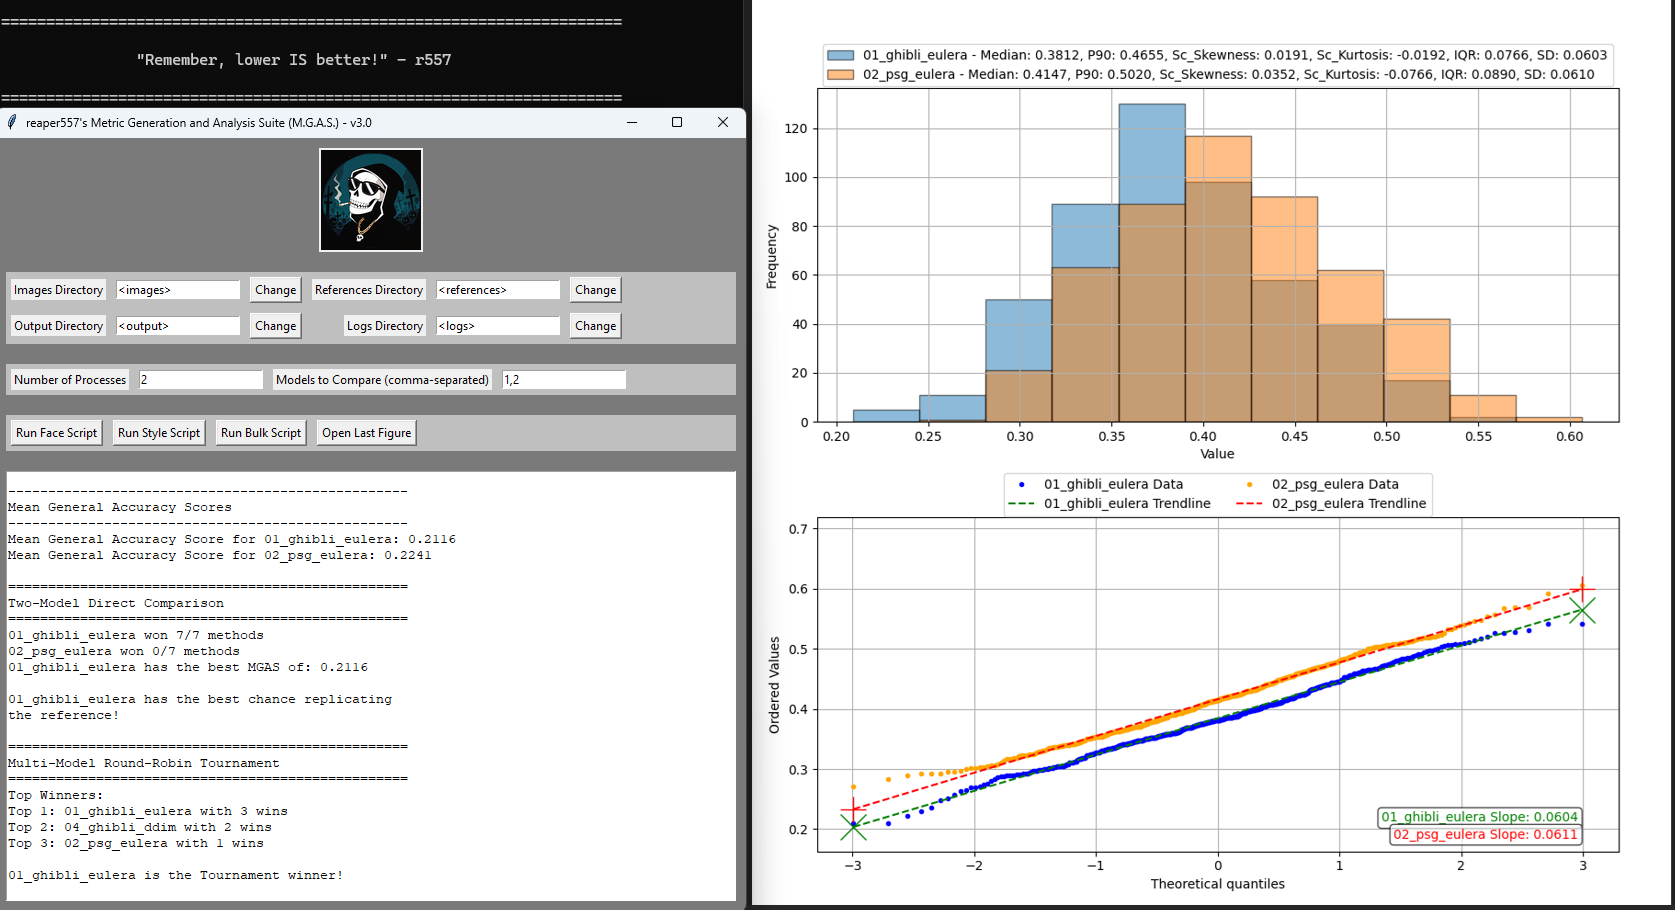 ==============================================================================
"Remember, lower IS better!" - r557
==============================================================================
reaper557's Metric Generation and Analysis Suite (M.G.A.S.) - v3.0
Images Directory <images> Change References Directory <references> Change
Output Directory <output> Change Logs Directory <logs> Change
Number of Processes 2 Models to Compare (comma-separated) 1,2
Run Face Script Run Style Script Run Bulk Script Open Last Figure
--------------------------------------------------
Mean General Accuracy Scores
--------------------------------------------------
Mean General Accuracy Score for 01_ghibli_eulera: 0.2116
Mean General Accuracy Score for 02_psg_eulera: 0.2241
==================================================
Two-Model Direct Comparison
==================================================
01_ghibli_eulera won 7/7 methods
02_psg_eulera won 0/7 methods
01_ghibli_eulera has the best MGAS of: 0.2116
01_ghibli_eulera has the best chance replicating
the reference!
==================================================
Multi-Model Round-Robin Tournament
==================================================
Top Winners:
Top 1: 01_ghibli_eulera with 3 wins
Top 2: 04_ghibli_ddim with 2 wins
Top 3: 02_psg_eulera with 1 wins
01_ghibli_eulera is the Tournament winner!
01_ghibli_eulera - Median: 0.3812, P90: 0.4655, Sc_Skewness: 0.0191, Sc_Kurtosis: -0.0192, IQR: 0.0766, SD: 0.0603
02_psg_eulera - Median: 0.4147, P90: 0.5020, Sc_Skewness: 0.0352, Sc_Kurtosis: -0.0766, IQR: 0.0890, SD: 0.0610
Frequency
120
100
80
60
40
20
0
0.20 0.25 0.30 0.35 0.40 0.45 0.50 0.55 0.60
Value
01_ghibli_eulera Data 02_psg_eulera Data
01_ghibli_eulera Trendline 02_psg_eulera Trendline
Ordered Values
0.7
0.6
0.5
0.4
0.3
0.2
01_ghibli_eulera Slope: 0.0604
02_psg_eulera Slope: 0.0611
−3 −2 −1 0 1 2 3
Theoretical quantiles